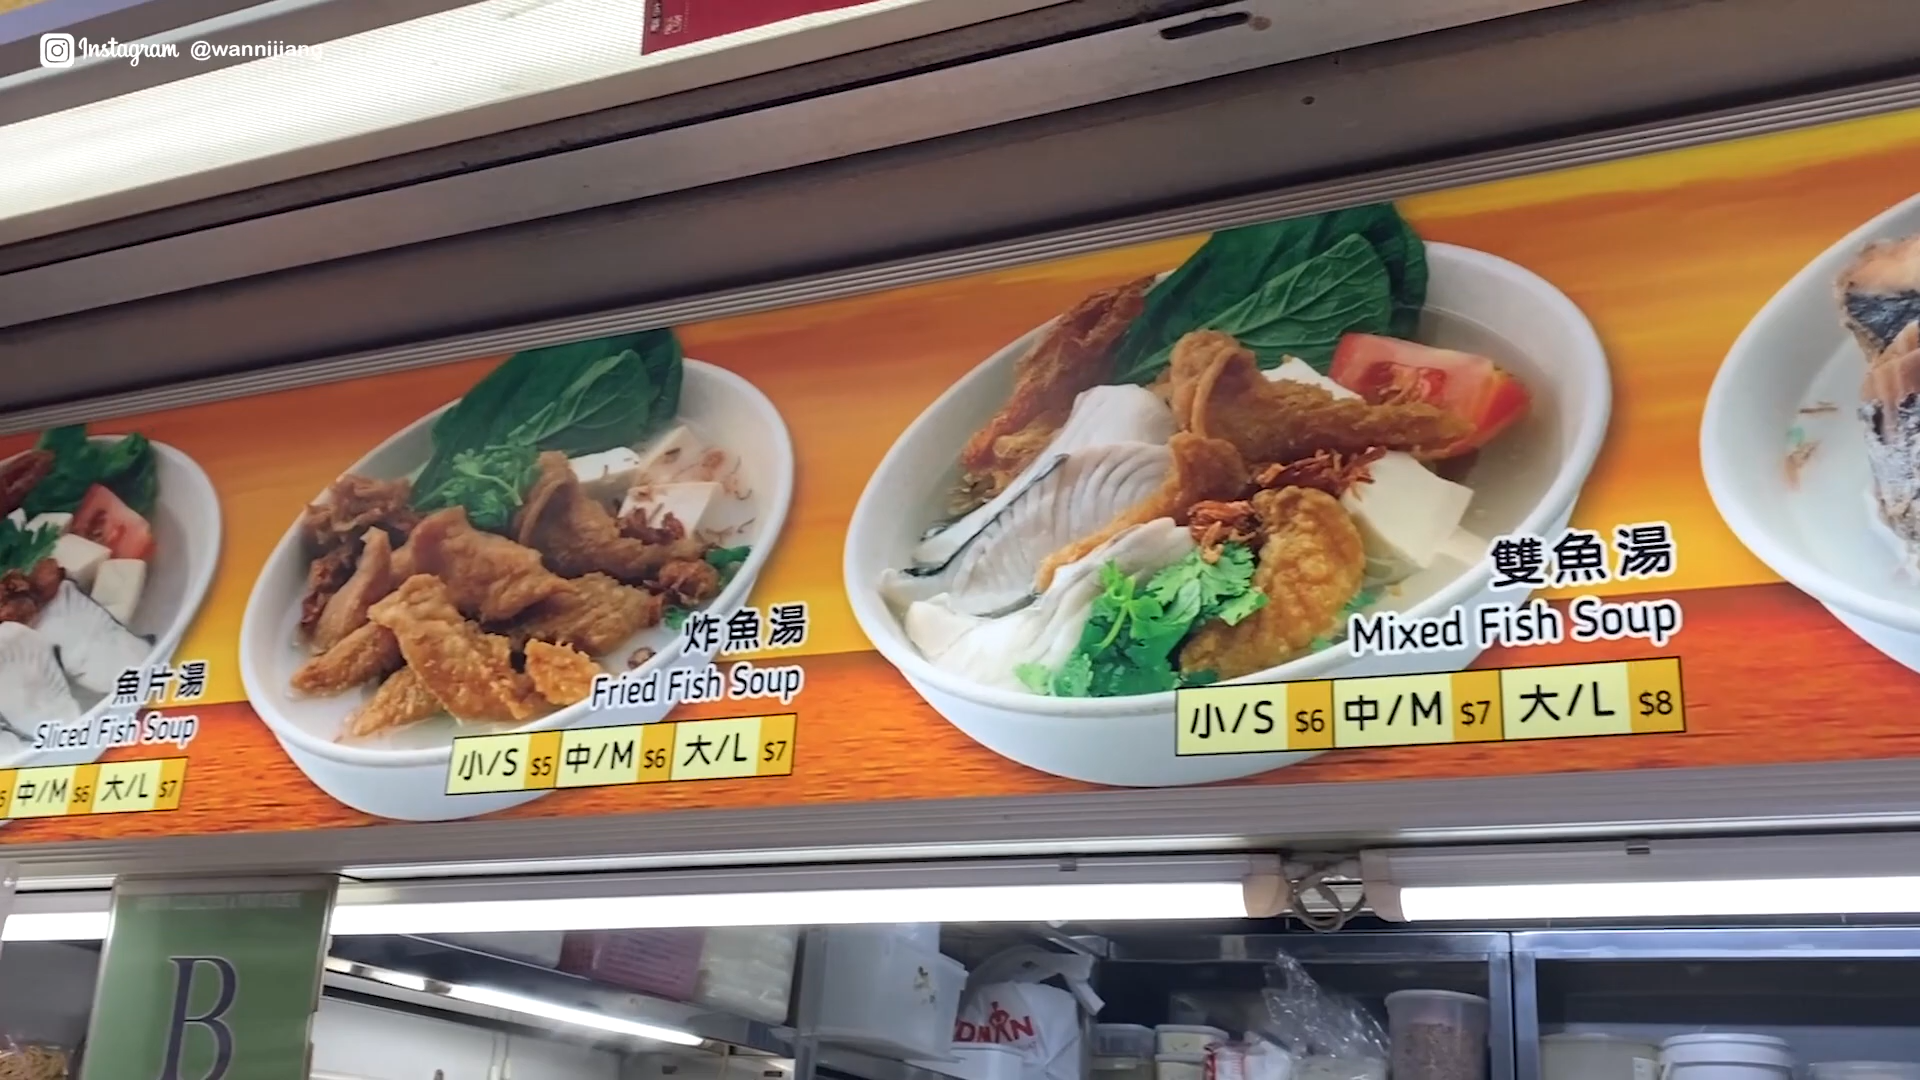 Instagram @wannijiang
魚片湯
Sliced Fish Soup
中/M $6 大/L $7
炸魚湯
Fried Fish Soup
小/S $5 中/M $6 大/L $7
雙魚湯
Mixed Fish Soup
小/S $6 中/M $7 大/L $8
B